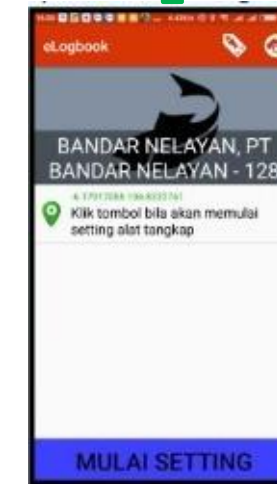 eLogbook
BANDAR NELAYAN, PT
BANDAR NELAYAN - 128
Klik tombol bila akan memulai
setting alat tangkap
MULAI SETTING